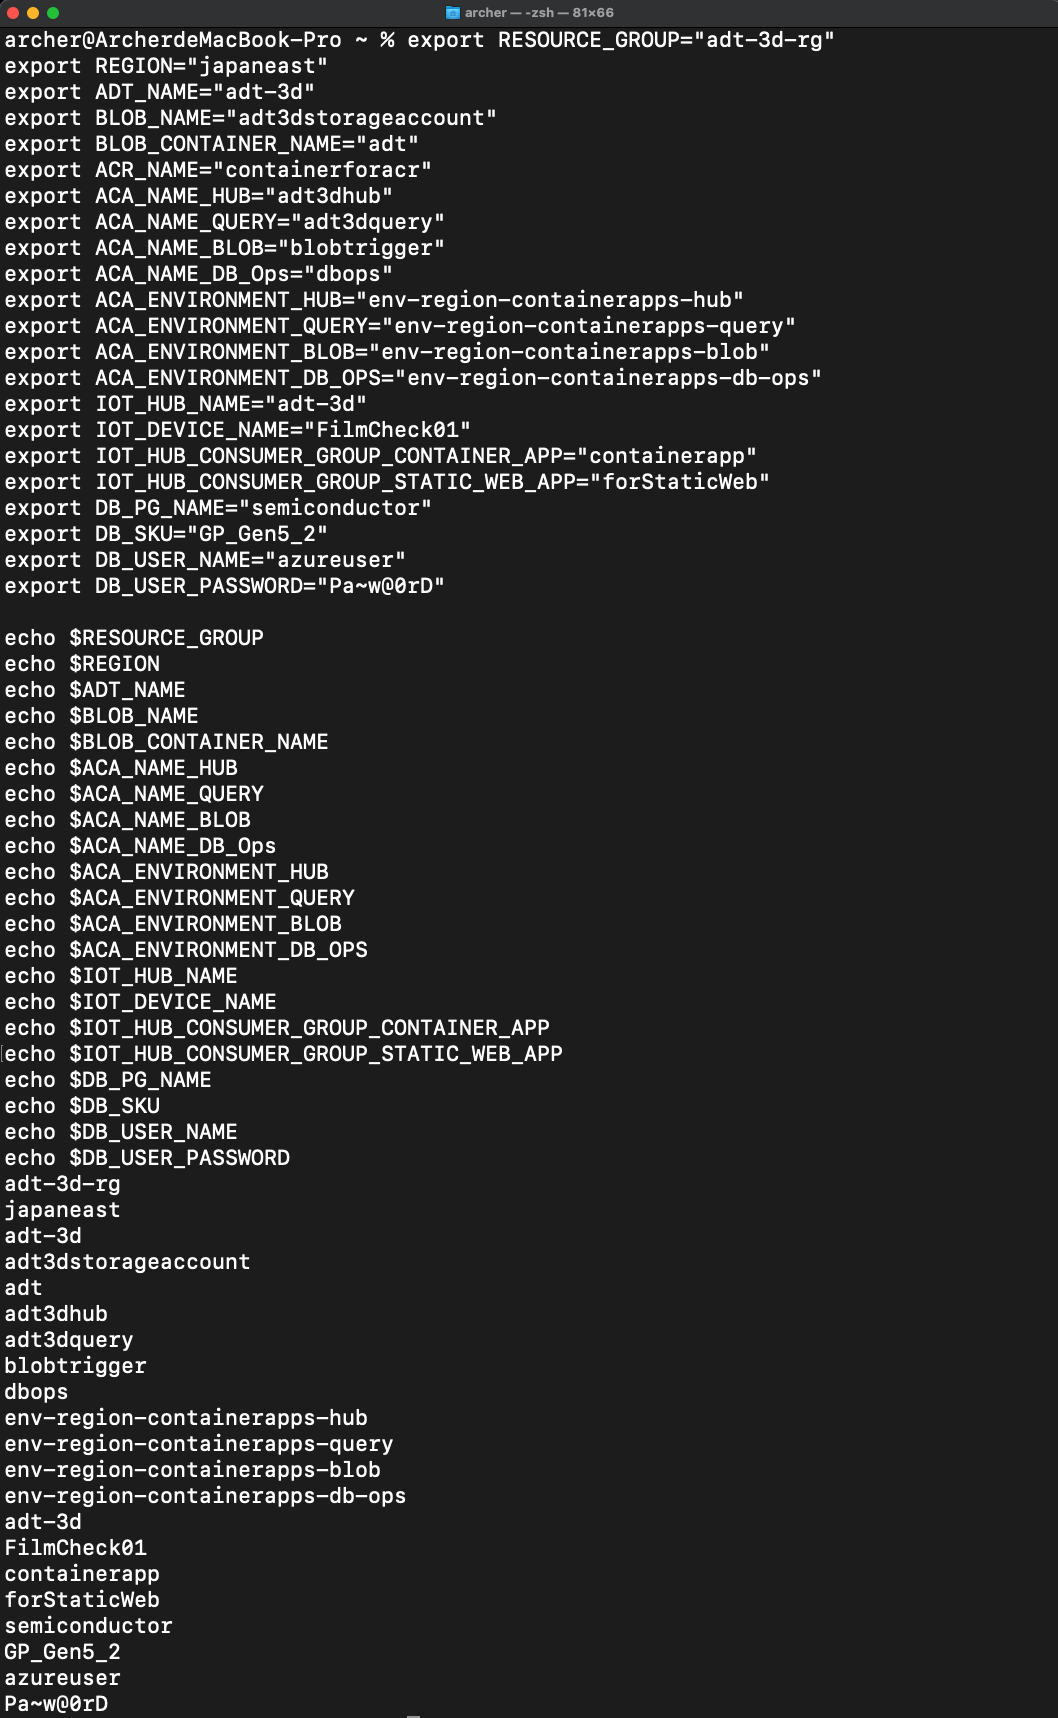 archer — -zsh — 81×66
archer@ArcherdeMacBook-Pro ~ % export RESOURCE_GROUP="adt-3d-rg"
export REGION="japaneast"
export ADT_NAME="adt-3d"
export BLOB_NAME="adt3dstorageaccount"
export BLOB_CONTAINER_NAME="adt"
export ACR_NAME="containerforacr"
export ACA_NAME_HUB="adt3dhub"
export ACA_NAME_QUERY="adt3dquery"
export ACA_NAME_BLOB="blobtrigger"
export ACA_NAME_DB_Ops="dbops"
export ACA_ENVIRONMENT_HUB="env-region-containerapps-hub"
export ACA_ENVIRONMENT_QUERY="env-region-containerapps-query"
export ACA_ENVIRONMENT_BLOB="env-region-containerapps-blob"
export ACA_ENVIRONMENT_DB_OPS="env-region-containerapps-db-ops"
export IOT_HUB_NAME="adt-3d"
export IOT_DEVICE_NAME="FilmCheck01"
export IOT_HUB_CONSUMER_GROUP_CONTAINER_APP="containerapp"
export IOT_HUB_CONSUMER_GROUP_STATIC_WEB_APP="forStaticWeb"
export DB_PG_NAME="semiconductor"
export DB_SKU="GP_Gen5_2"
export DB_USER_NAME="azureuser"
export DB_USER_PASSWORD="Pa~w@0rD"

echo $RESOURCE_GROUP
echo $REGION
echo $ADT_NAME
echo $BLOB_NAME
echo $BLOB_CONTAINER_NAME
echo $ACA_NAME_HUB
echo $ACA_NAME_QUERY
echo $ACA_NAME_BLOB
echo $ACA_NAME_DB_Ops
echo $ACA_ENVIRONMENT_HUB
echo $ACA_ENVIRONMENT_QUERY
echo $ACA_ENVIRONMENT_BLOB
echo $ACA_ENVIRONMENT_DB_OPS
echo $IOT_HUB_NAME
echo $IOT_DEVICE_NAME
echo $IOT_HUB_CONSUMER_GROUP_CONTAINER_APP
echo $IOT_HUB_CONSUMER_GROUP_STATIC_WEB_APP
echo $DB_PG_NAME
echo $DB_SKU
echo $DB_USER_NAME
echo $DB_USER_PASSWORD
adt-3d-rg
japaneast
adt-3d
adt3dstorageaccount
adt
adt3dhub
adt3dquery
blobtrigger
dbops
env-region-containerapps-hub
env-region-containerapps-query
env-region-containerapps-blob
env-region-containerapps-db-ops
adt-3d
FilmCheck01
containerapp
forStaticWeb
semiconductor
GP_Gen5_2
azureuser
Pa~w@0rD